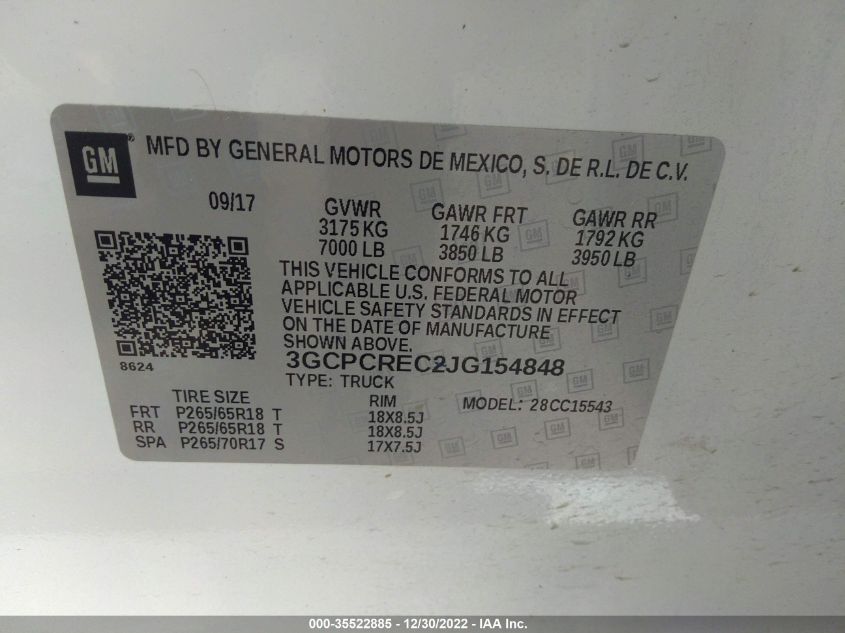 GM
MFD BY GENERAL MOTORS DE MEXICO, S. DE R.L. DE C.V.
09/17
GVWR GAWR FRT GAWR RR
3175 KG 1746 KG 1792 KG
7000 LB 3850 LB 3950 LB
THIS VEHICLE CONFORMS TO ALL
APPLICABLE U.S. FEDERAL MOTOR
VEHICLE SAFETY STANDARDS IN EFFECT
ON THE DATE OF MANUFACTURE
SHOWN ABOVE.
8624
3GCPCREC2JG154848
TYPE: TRUCK
MODEL: 28CC15543
TIRE SIZE RIM
FRT P265/65R18 T 18X8.5J
RR P265/65R18 T 18X8.5J
SPA P265/70R17 S 17X7.5J
000-35522885 - 12/30/2022 - IAA Inc.